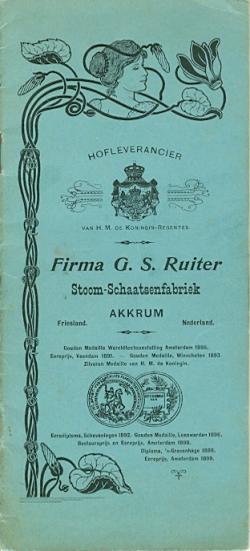 HOFLEVERANCIER
VAN H. M. DE KONINGIN-REGENTES.
Firma G. S. Ruiter
Stoom-Schaatsenfabriek
AKKRUM
Friesland. Nederland.
Gouden Medaille Wereldtentoonstelling Amsterdam 1895.
Eereprijs, Veendam 1891. — Gouden Medaille, Winschoten 1893.
Zilveren Medaille van H. M. de Koningin.
Eerediploma, Scheveningen 1892. Gouden Medaille, Leeuwarden 1896.
Bestuursprijs en Eereprijs, Amsterdam 1898.
Diploma, 's-Gravenhage 1898.
Eereprijs, Amsterdam 1899.